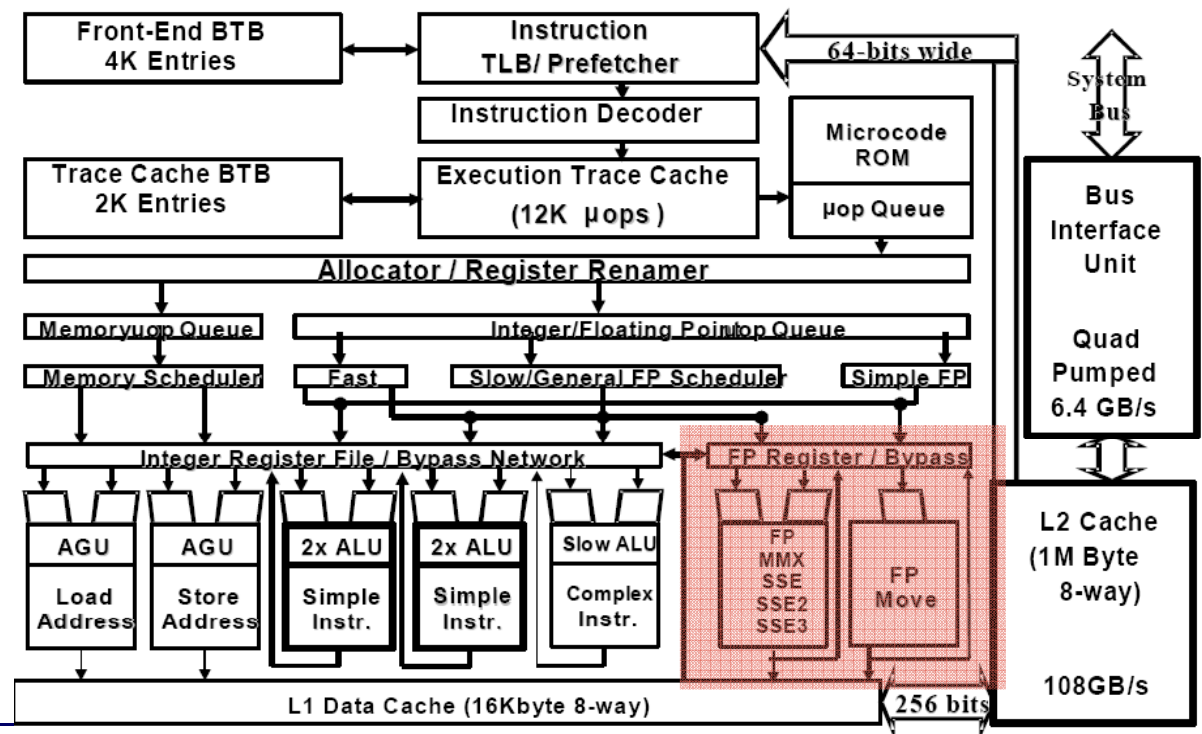 Front-End BTB
4K Entries
Instruction
TLB/ Prefetcher
64-bits wide
System
Bus
Instruction Decoder
Microcode
ROM
Trace Cache BTB
2K Entries
Execution Trace Cache
(12K µops )
µop Queue
Bus
Interface
Unit
Quad
Pumped
6.4 GB/s
Allocator / Register Renamer
Memory uop Queue
Integer/Floating Point uop Queue
Memory Scheduler
Fast
Slow/General FP Scheduler
Simple FP
Integer Register File / Bypass Network
FP Register / Bypass
AGU
Load
Address
AGU
Store
Address
2x ALU
Simple
Instr.
2x ALU
Simple
Instr.
Slow ALU
Complex
Instr.
FP
MMX
SSE
SSE2
SSE3
FP
Move
L2 Cache
(1M Byte
8-way)
108GB/s
L1 Data Cache (16Kbyte 8-way)
256 bits